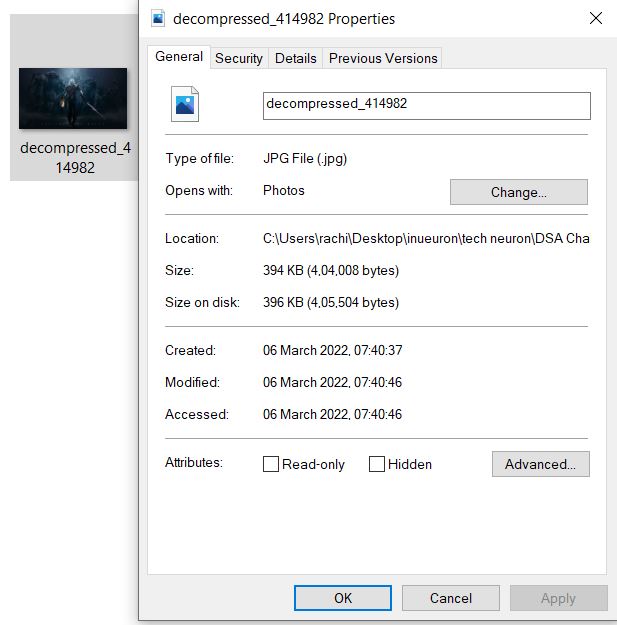 decompressed_414982 Properties
General Security Details Previous Versions
decompressed_414982
Type of file: JPG File (.jpg)
Opens with: Photos Change...
Location: C:\Users\rachi\Desktop\inueuron\tech neuron\DSA Cha
Size: 394 KB (4,04,008 bytes)
Size on disk: 396 KB (4,05,504 bytes)
Created: 06 March 2022, 07:40:37
Modified: 06 March 2022, 07:40:46
Accessed: 06 March 2022, 07:40:46
Attributes: Read-only Hidden Advanced...
OK Cancel Apply
decompressed_4
14982